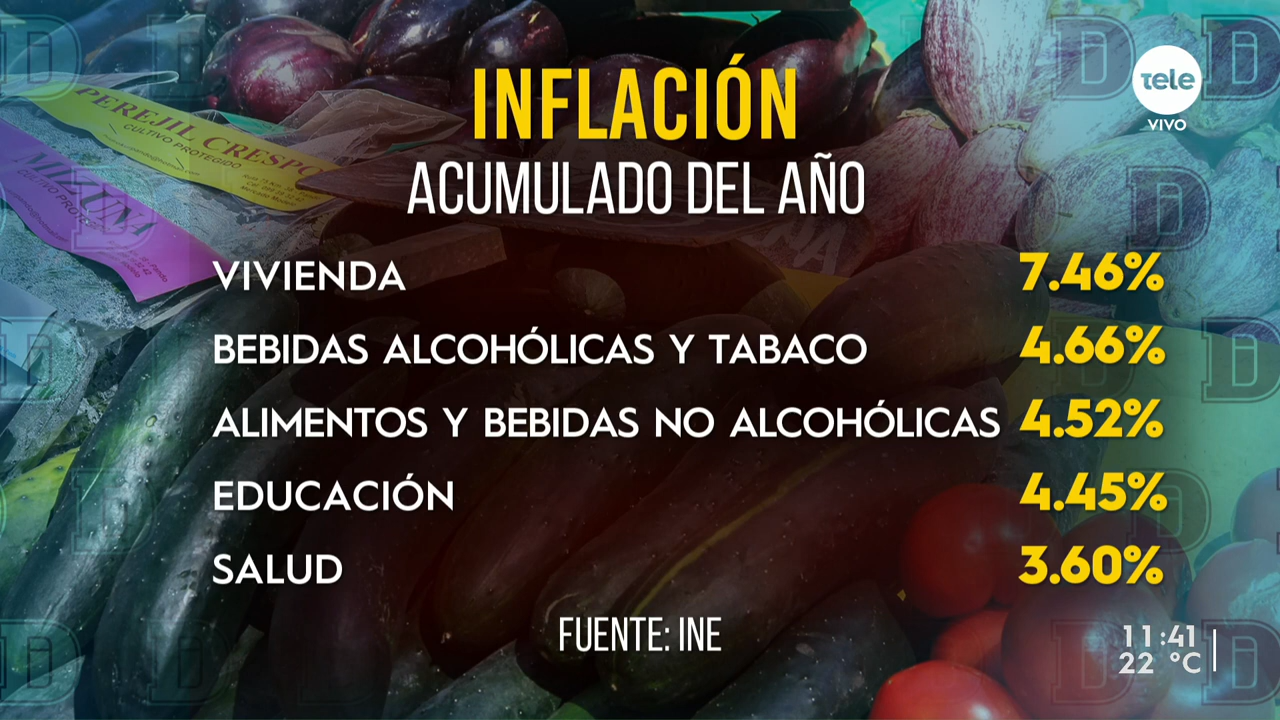 INFLACIÓN
ACUMULADO DEL AÑO
tele
VIVO
PEREJIL CRESPO
CULTIVO PROTEGIDO
MIZUNA
VIVIENDA 7.46%
BEBIDAS ALCOHÓLICAS Y TABACO 4.66%
ALIMENTOS Y BEBIDAS NO ALCOHÓLICAS 4.52%
EDUCACIÓN 4.45%
SALUD 3.60%
FUENTE: INE
11:41
22 °C